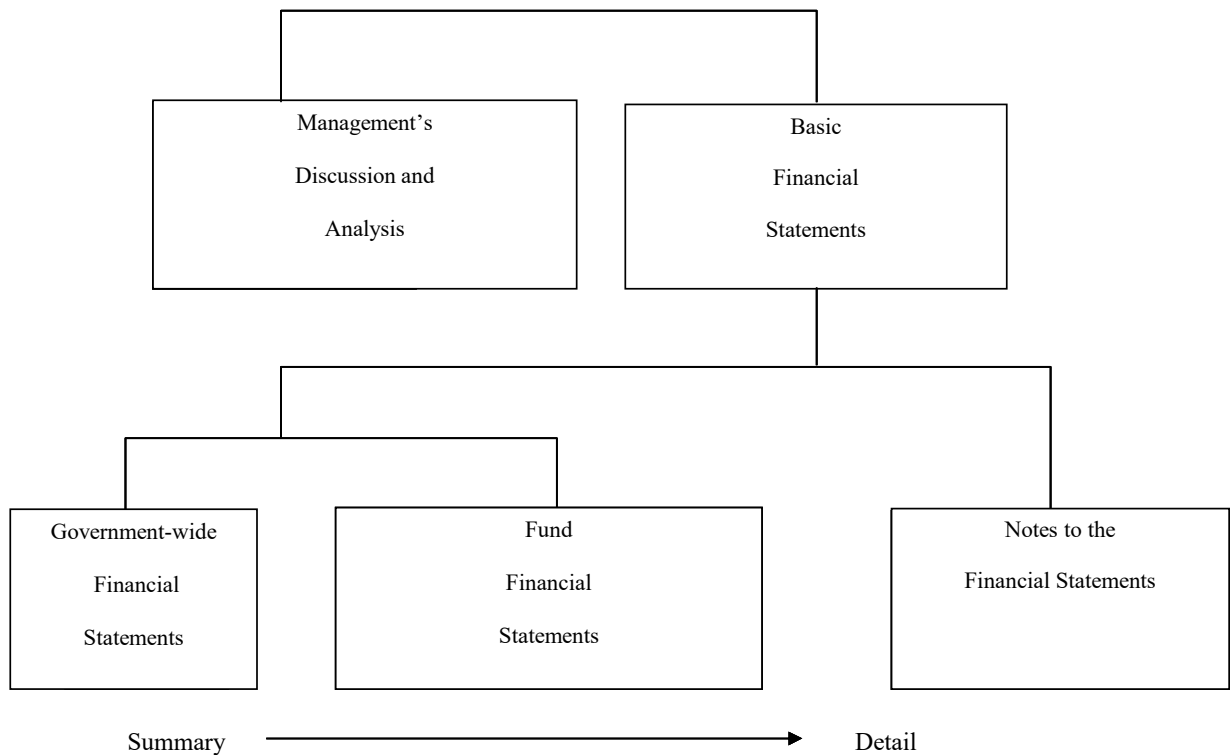 Management’s
Discussion and
Analysis
Basic
Financial
Statements
Government-wide
Financial
Statements
Fund
Financial
Statements
Notes to the
Financial Statements
Summary
Detail